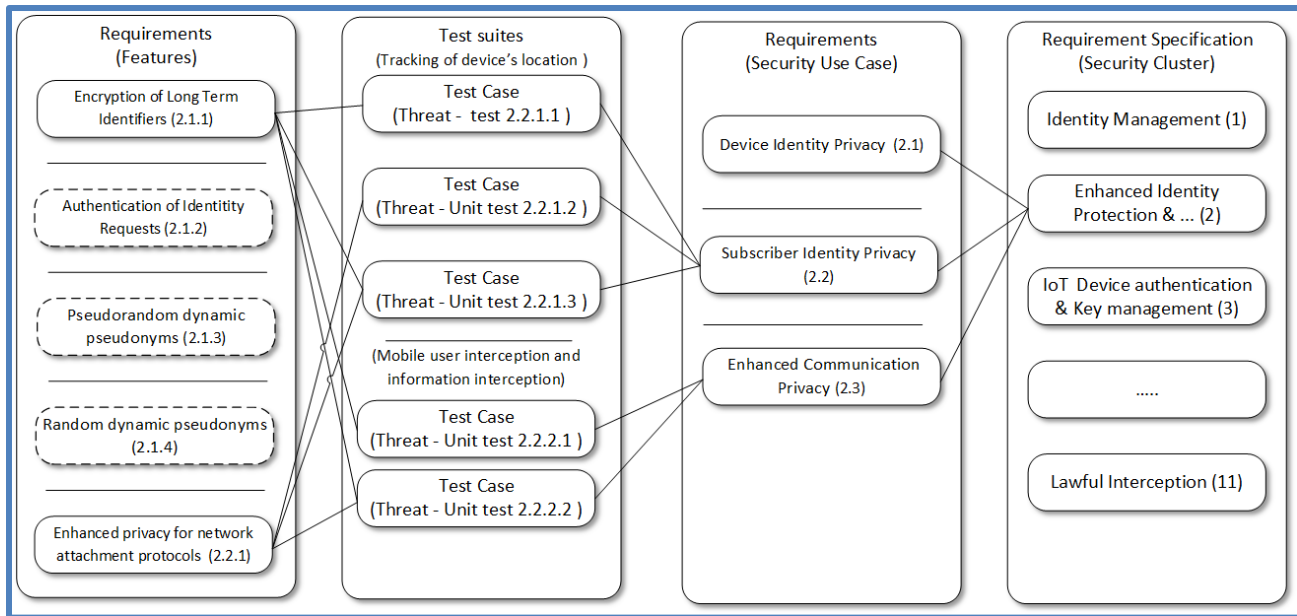 Requirements
(Features)
Encryption of Long Term
Identifiers (2.1.1)
Authentication of Identitity
Requests (2.1.2)
Pseudorandom dynamic
pseudonyms (2.1.3)
Random dynamic pseudonyms
(2.1.4)
Enhanced privacy for network
attachment protocols (2.2.1)
Test suites
(Tracking of device's location )
Test Case
(Threat - test 2.2.1.1 )
Test Case
(Threat - Unit test 2.2.1.2 )
Test Case
(Threat - Unit test 2.2.1.3 )
(Mobile user interception and
information interception)
Test Case
(Threat - Unit test 2.2.2.1 )
Test Case
(Threat - Unit test 2.2.2.2 )
Requirements
(Security Use Case)
Device Identity Privacy (2.1)
Subscriber Identity Privacy
(2.2)
Enhanced Communication
Privacy (2.3)
Requirement Specification
(Security Cluster)
Identity Management (1)
Enhanced Identity
Protection & ... (2)
IoT Device authentication
& Key management (3)
.....
Lawful Interception (11)